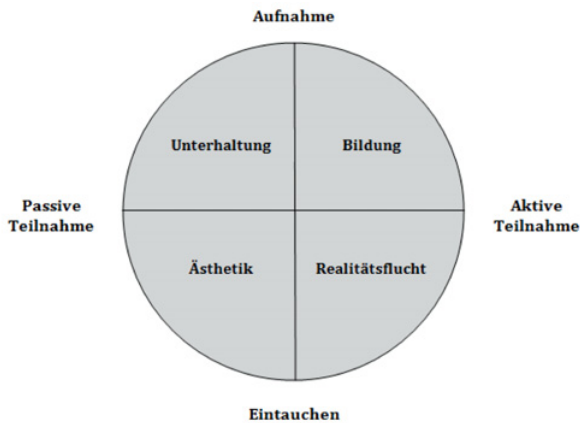 Aufnahme
Unterhaltung
Bildung
Passive
Teilnahme
Aktive
Teilnahme
Ästhetik
Realitätsflucht
Eintauchen